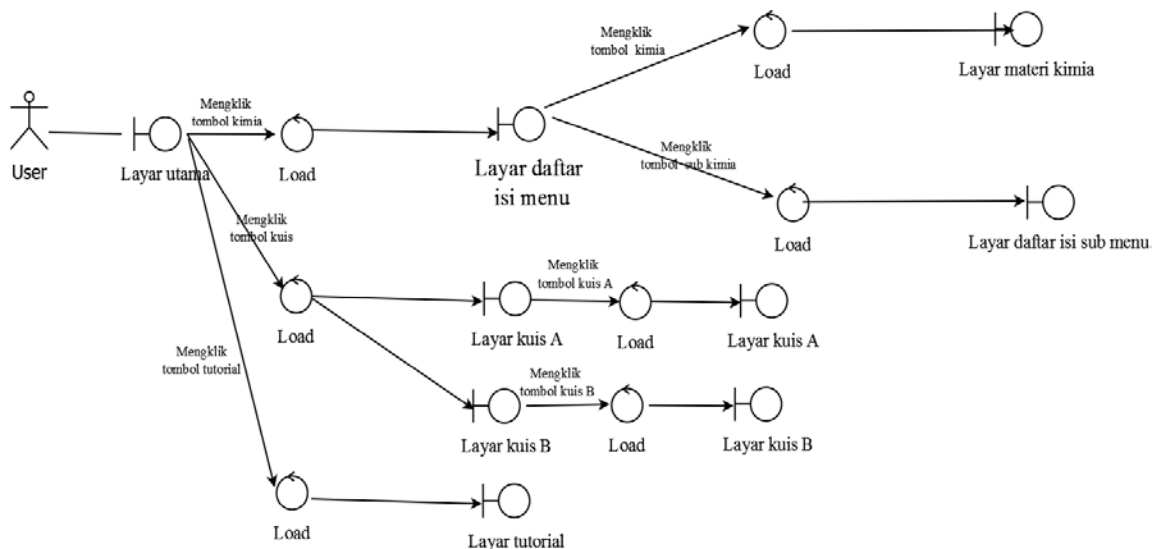 Mengklik
tombol kimia
Load
Layar materi kimia
Mengklik
tombol kimia
User
Layar utama
Load
Layar daftar
isi menu
Mengklik
tombol sub kimia
Load
Layar daftar isi sub menu.
Mengklik
tombol kuis
Load
Layar kuis A
Mengklik
tombol kuis A
Load
Layar kuis A
Mengklik
tombol tutorial
Layar kuis B
Mengklik
tombol kuis B
Load
Layar kuis B
Load
Layar tutorial